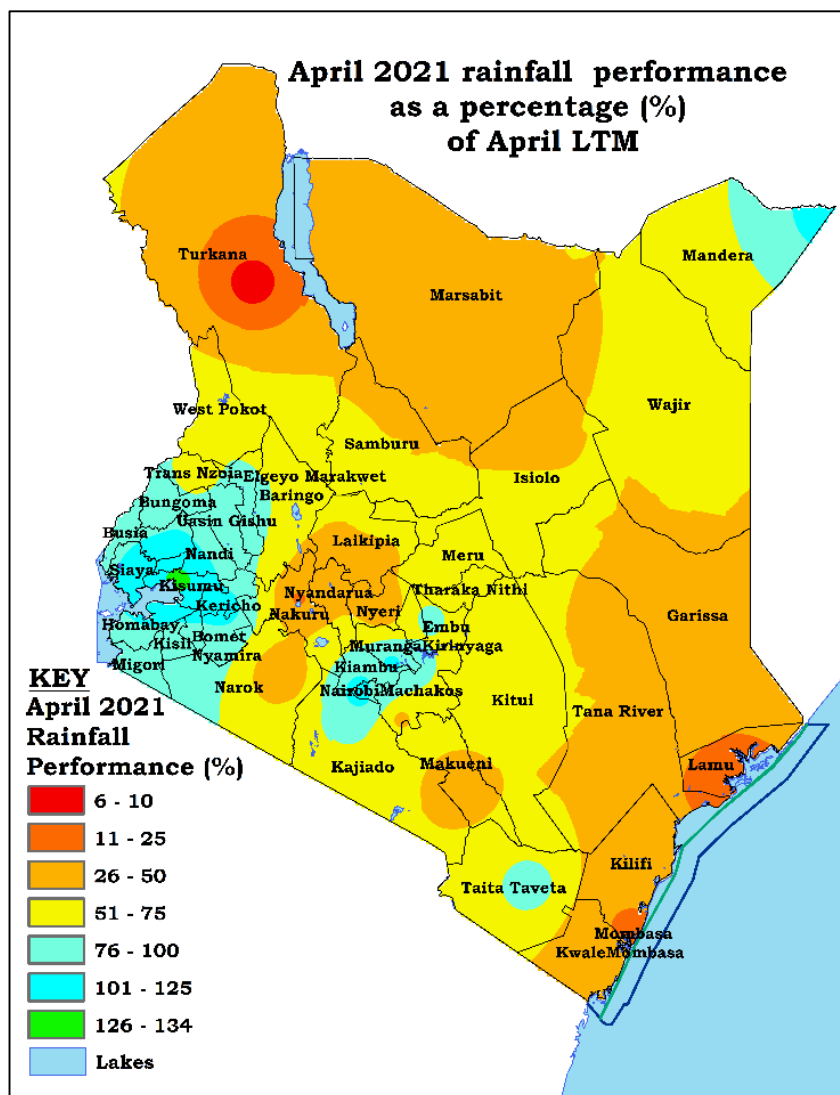 April 2021 rainfall performance
as a percentage (%)
of April LTM
Turkana
Mandera
Marsabit
Wajir
West Pokot
Samburu
Isiolo
Trans Nzoia
Elgeyo Marakwet
Baringo
Bungoma
Uasin Gishu
Busia
Laikipia
Nandi
Meru
Siaya
Kisumu
Nyandarua
Tharaka Nithi
Kericho
Nakuru
Nyeri
Garissa
Homabay
Embu
Bomet
Kisii
Muranga
Kirinyaga
Nyamira
Migori
Kiambu
Narok
Nairobi
Machakos
Kitui
Tana River
Kajiado
Makueni
Lamu
Kilifi
Taita Taveta
Mombasa
Kwale
Mombasa
KEY
April 2021
Rainfall
Performance (%)
6 - 10
11 - 25
26 - 50
51 - 75
76 - 100
101 - 125
126 - 134
Lakes